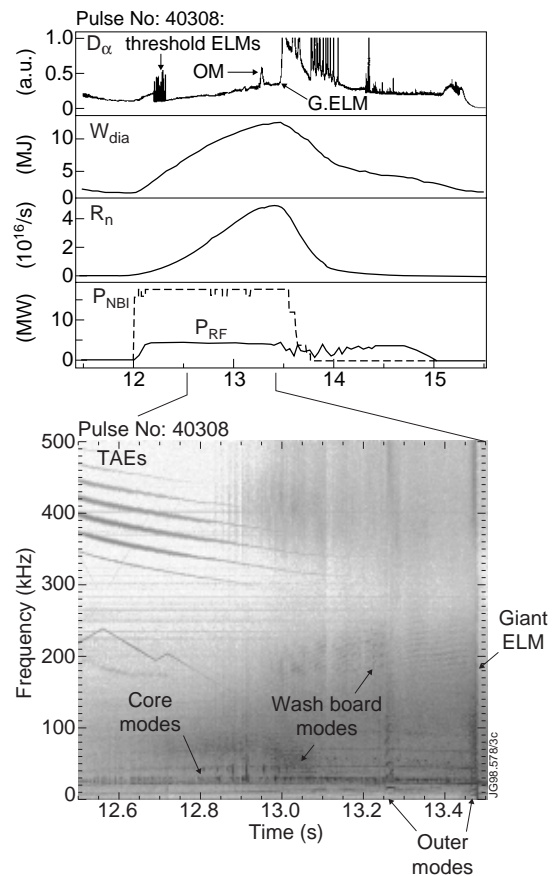 Pulse No: 40308:
Dα threshold ELMs
1.0
(a.u.)
0.5
OM
G.ELM
0.0
Wdia
10
(MJ)
5
0
Rn
(10^16/s)
4
2
0
PNBI
(MW)
10
PRF
0
12 13 14 15
Pulse No: 40308
500
TAEs
400
Frequency (kHz)
300
200
Giant
ELM
Core
modes
Wash board
modes
100
0
JG98.578/3c
12.6 12.8 13.0 13.2 13.4
Time (s)
Outer
modes